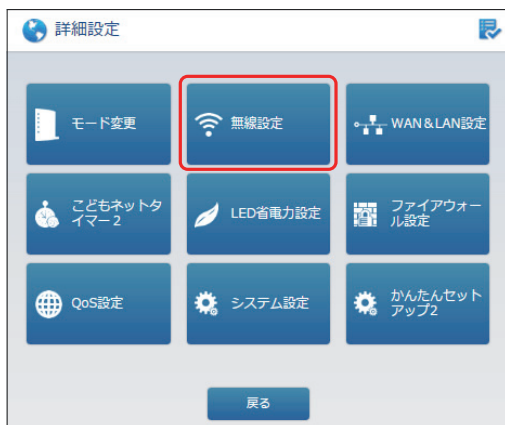 詳細設定
モード変更
無線設定
WAN&LAN設定
こどもネットタ
イマー2
LED省電力設定
ファイアウォー
ル設定
QoS設定
システム設定
かんたんセット
アップ2
戻る